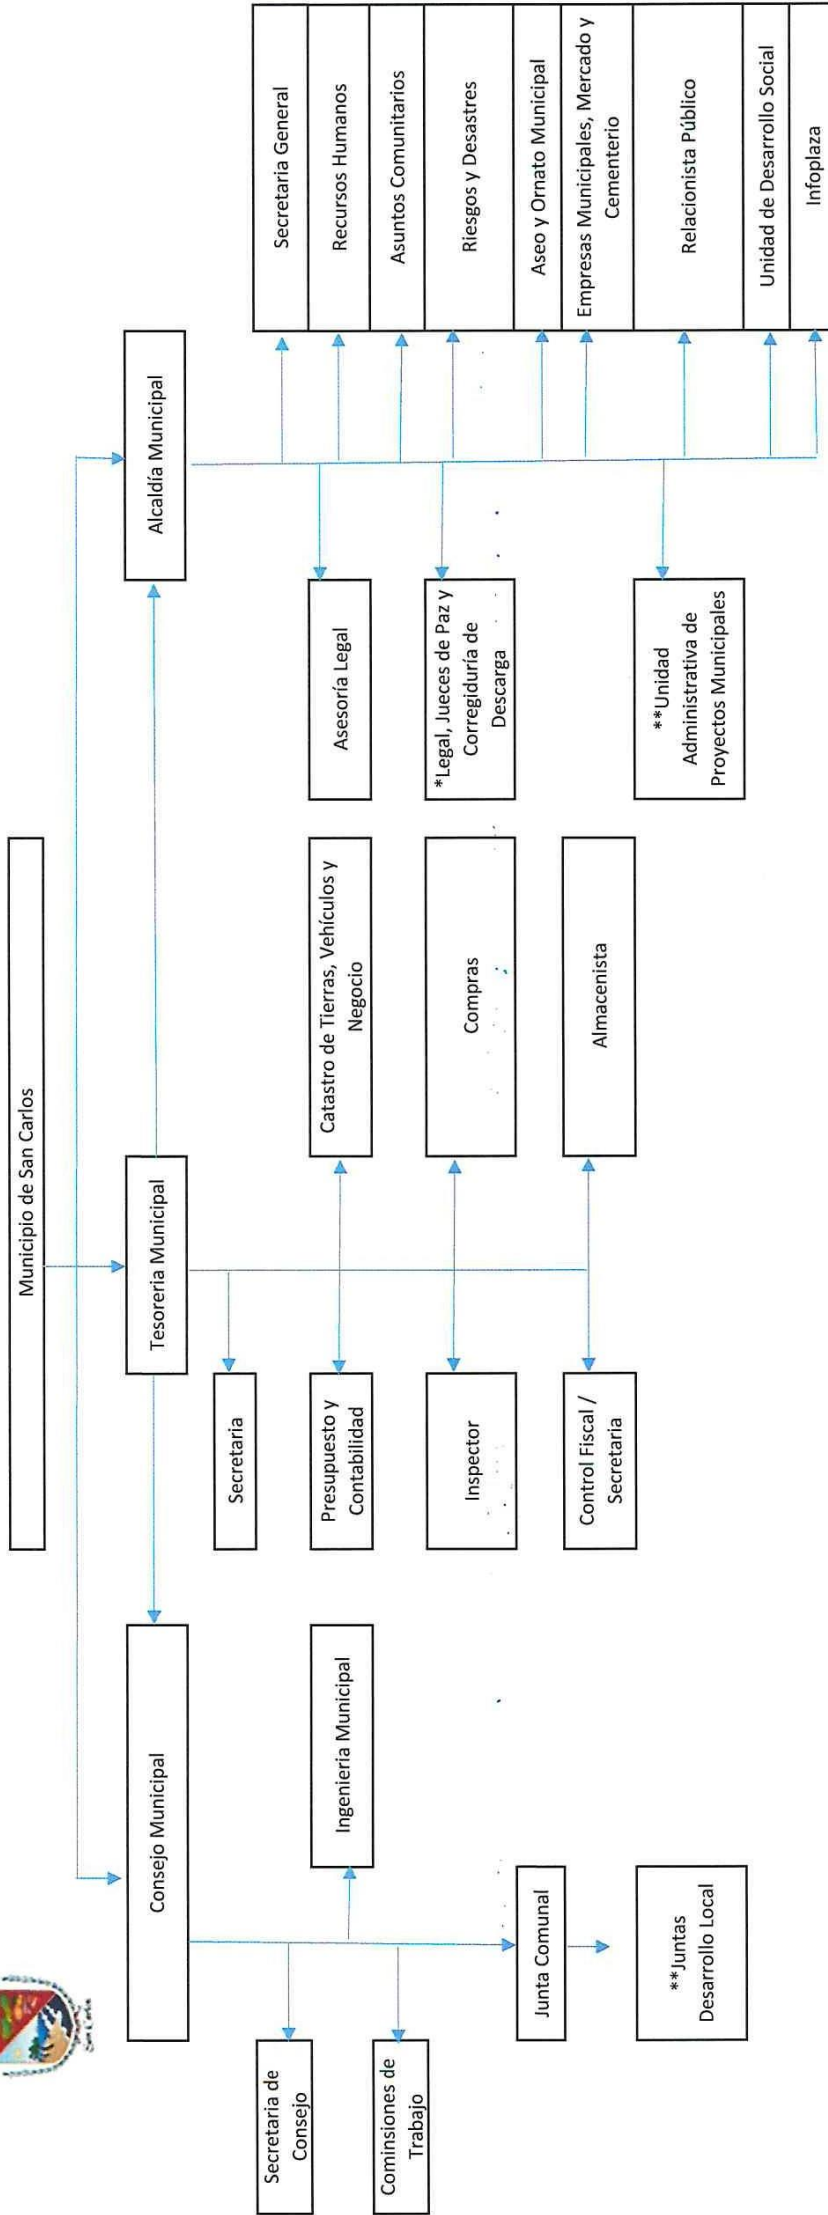 Municipio de San Carlos
Consejo Municipal
Tesoreria Municipal
Alcaldía Municipal
Secretaria de
Consejo
Ingenieria Municipal
Cominsiones de
Trabajo
Junta Comunal
**Juntas
Desarrollo Local
Secretaria
Presupuesto y
Contabilidad
Catastro de Tierras, Vehículos y
Negocio
Inspector
Compras
Control Fiscal /
Secretaria
Almacenista
Asesoría Legal
*Legal, Jueces de Paz y
Corregiduría de
Descarga
**Unidad
Administrativa de
Proyectos Municipales
Secretaria General
Recursos Humanos
Asuntos Comunitarios
Riesgos y Desastres
Aseo y Ornato Municipal
Empresas Municipales, Mercado y
Cementerio
Relacionista Público
Unidad de Desarrollo Social
Infoplaza
San Carlos